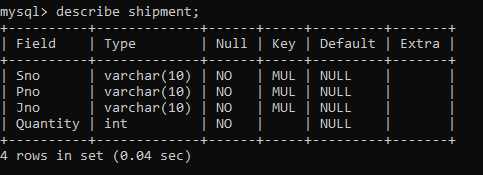 mysql> describe shipment;
+----------+-------------+------+-----+---------+-------+
| Field    | Type        | Null | Key | Default | Extra |
+----------+-------------+------+-----+---------+-------+
| Sno      | varchar(10) | NO   | MUL | NULL    |       |
| Pno      | varchar(10) | NO   | MUL | NULL    |       |
| Jno      | varchar(10) | NO   | MUL | NULL    |       |
| Quantity | int         | NO   |     | NULL    |       |
+----------+-------------+------+-----+---------+-------+
4 rows in set (0.04 sec)